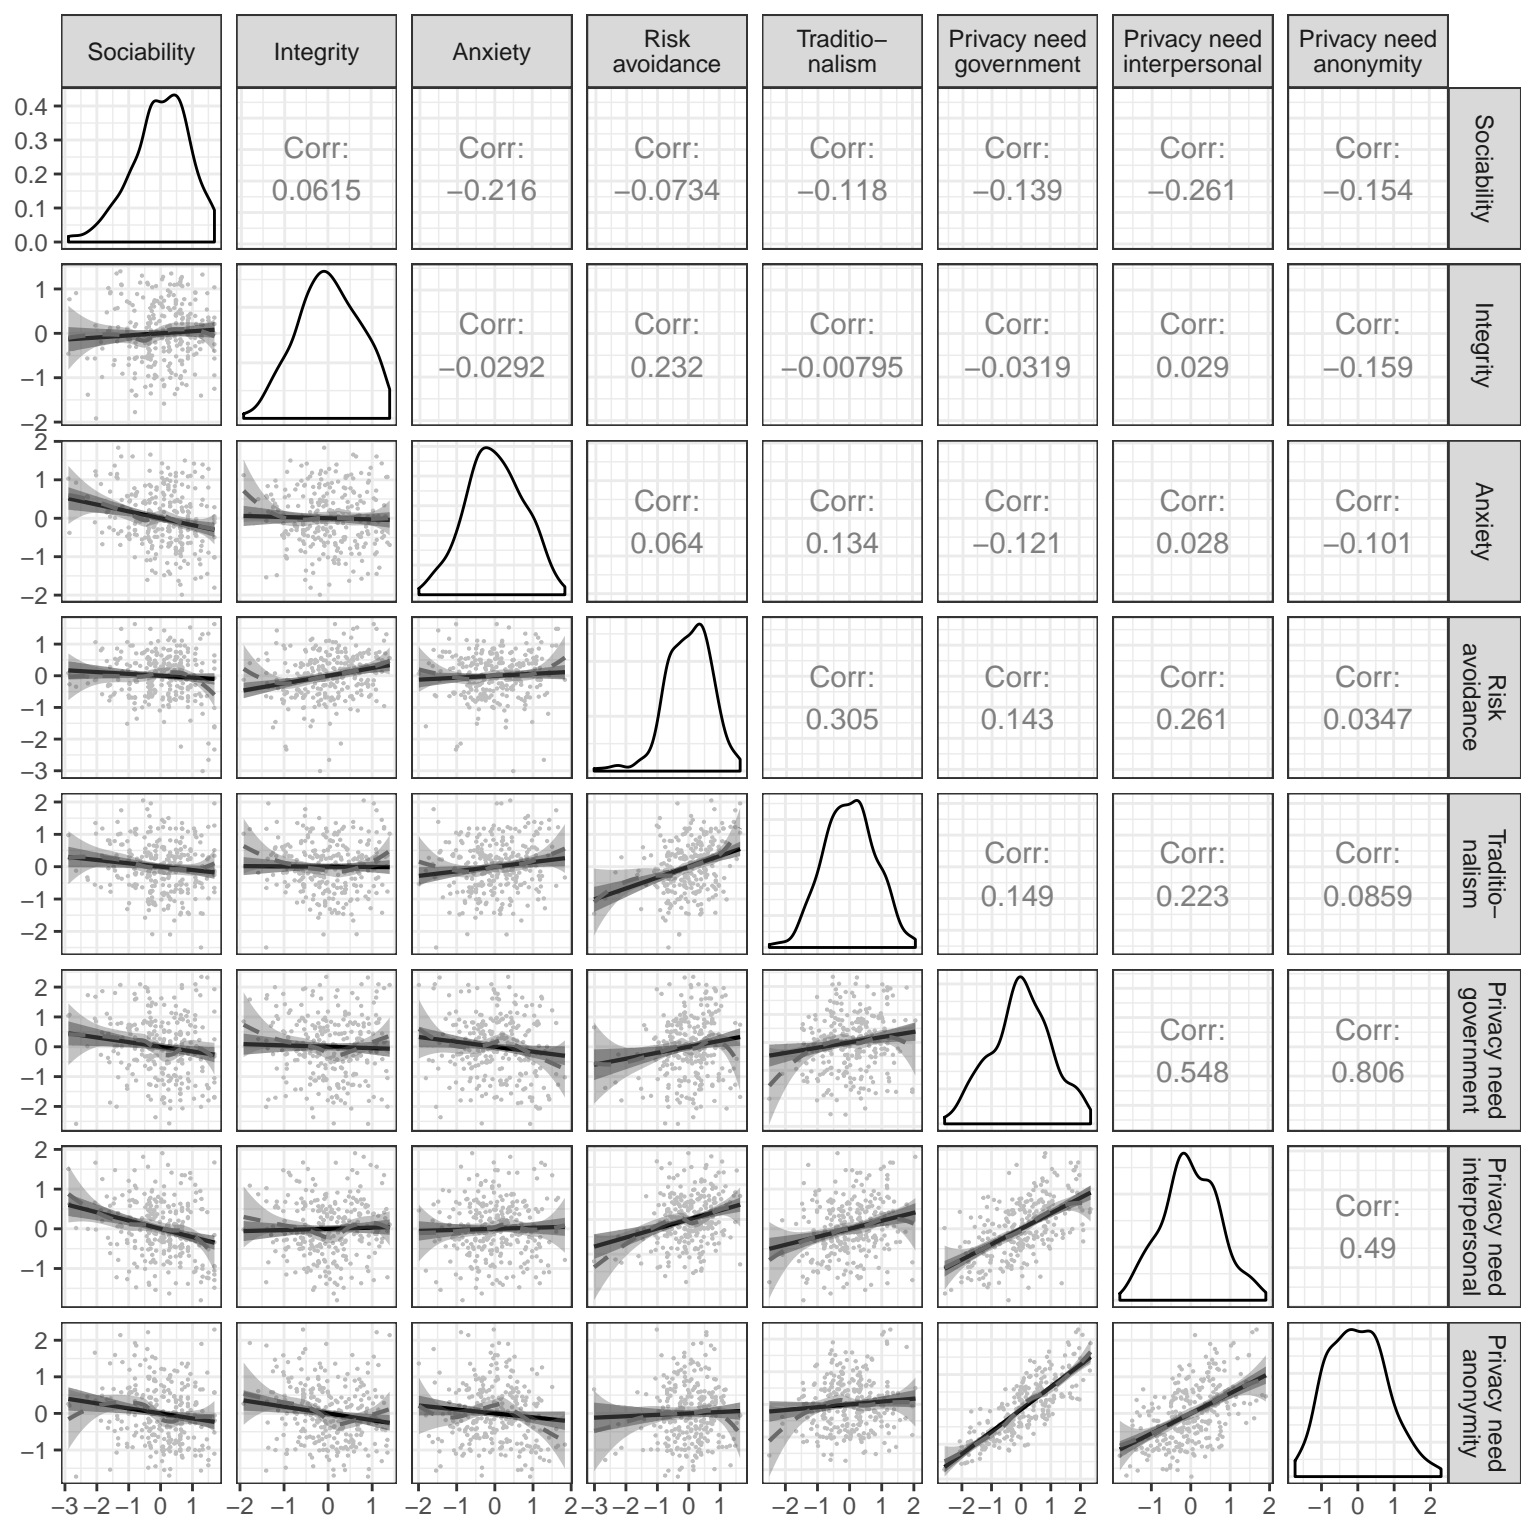 Sociability
Integrity
Anxiety
Risk
avoidance
Traditio–
nalism
Privacy need
government
Privacy need
interpersonal
Privacy need
anonymity
0.4
0.3
0.2
0.1
0.0
Corr:
0.0615
Corr:
−0.216
Corr:
−0.0734
Corr:
−0.118
Corr:
−0.139
Corr:
−0.261
Corr:
−0.154
Sociability
1
0
−1
−2
Corr:
−0.0292
Corr:
0.232
Corr:
−0.00795
Corr:
−0.0319
Corr:
0.029
Corr:
−0.159
Integrity
2
1
0
−1
−2
Corr:
0.064
Corr:
0.134
Corr:
−0.121
Corr:
0.028
Corr:
−0.101
Anxiety
1
0
−1
−2
−3
Corr:
0.305
Corr:
0.143
Corr:
0.261
Corr:
0.0347
Risk
avoidance
2
1
0
−1
−2
Corr:
0.149
Corr:
0.223
Corr:
0.0859
Traditio–
nalism
2
1
0
−1
−2
Corr:
0.548
Corr:
0.806
Privacy need
government
2
1
0
−1
Corr:
0.49
Privacy need
interpersonal
2
1
0
−1
Privacy need
anonymity
−3 −2 −1 0 1
−2 −1 0 1
−2 −1 0 1 2
−3 −2 −1 0 1
−2 −1 0 1 2
−2 −1 0 1 2
−1 0 1 2
−1 0 1 2